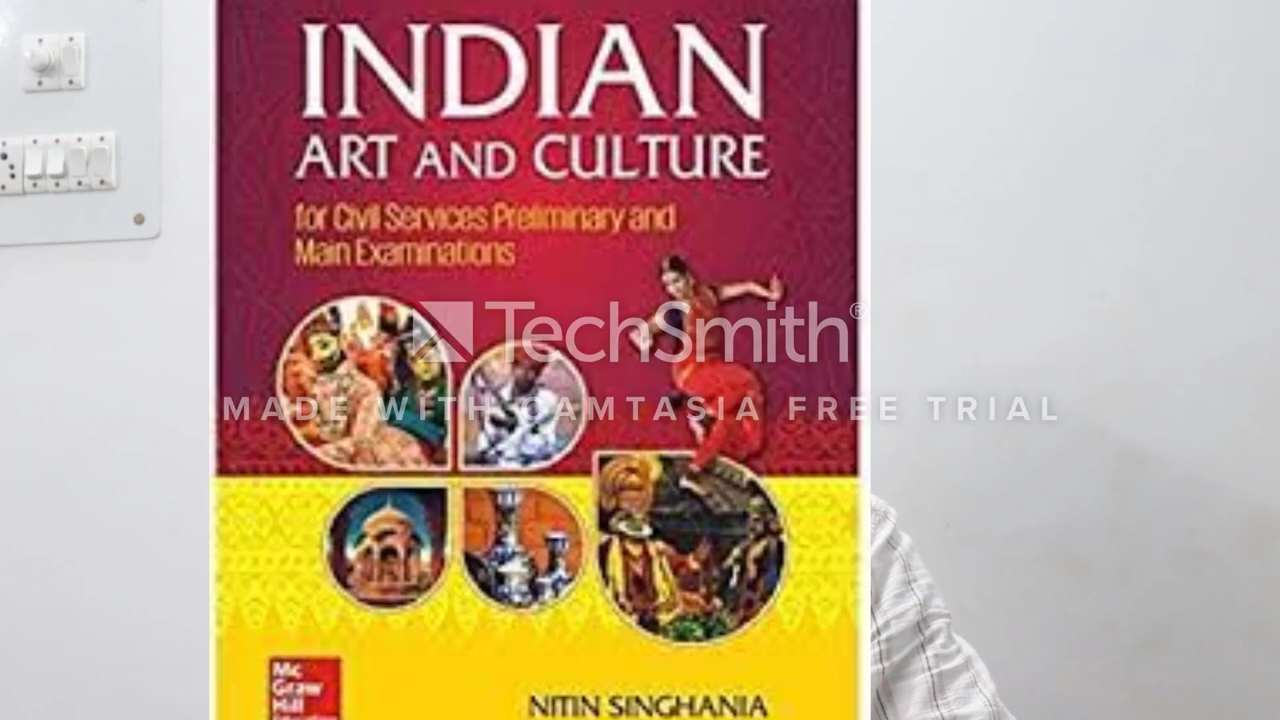 INDIAN
ART AND CULTURE
for Civil Services Preliminary and
Main Examinations
TechSmith®
MADE WITH CAMTASIA FREE TRIAL
Mc
Graw
Hill
NITIN SINGHANIA